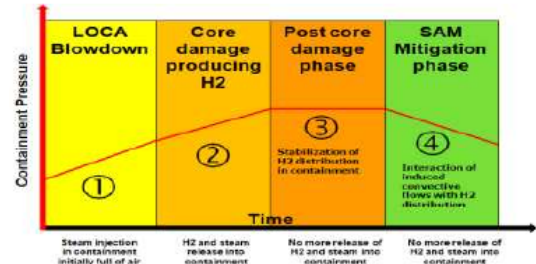 LOCA
Blowdown
Core
damage
producing
H2
Post core
damage
phase
SAM
Mitigation
phase
Containment Pressure
①
②
③
Stabilization of
H2 distribution
in containment
④
Interaction of
induced
convective
flows with H2
distribution
Time
Steam injection
in containment
initially full of air
H2 and steam
release into
containment
No more release of
H2 and steam into
containment
No more release of
H2 and steam into
containment